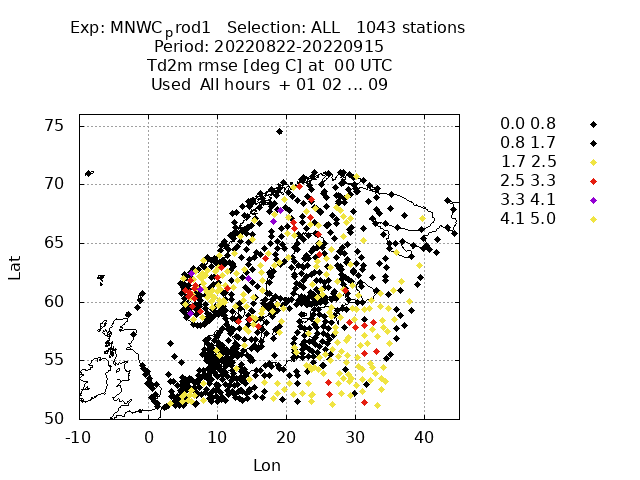 Exp: MNWC_prod1 Selection: ALL 1043 stations
Period: 20220822-20220915
Td2m rmse [deg C] at 00 UTC
Used All hours + 01 02 ... 09
0.0 0.8
0.8 1.7
1.7 2.5
2.5 3.3
3.3 4.1
4.1 5.0
75
70
65
60
55
50
Lat
-10 0 10 20 30 40
Lon